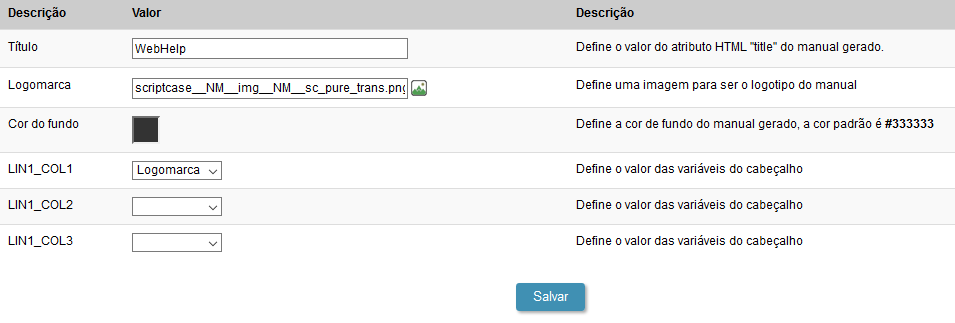 Descrição Valor Descrição
Título WebHelp Define o valor do atributo HTML "title" do manual gerado.
Logomarca scriptcase__NM__img__NM__sc_pure_trans.png Define uma imagem para ser o logotipo do manual
Cor do fundo Define a cor de fundo do manual gerado, a cor padrão é #333333
LIN1_COL1 Logomarca Define o valor das variáveis do cabeçalho
LIN1_COL2 Define o valor das variáveis do cabeçalho
LIN1_COL3 Define o valor das variáveis do cabeçalho
Salvar